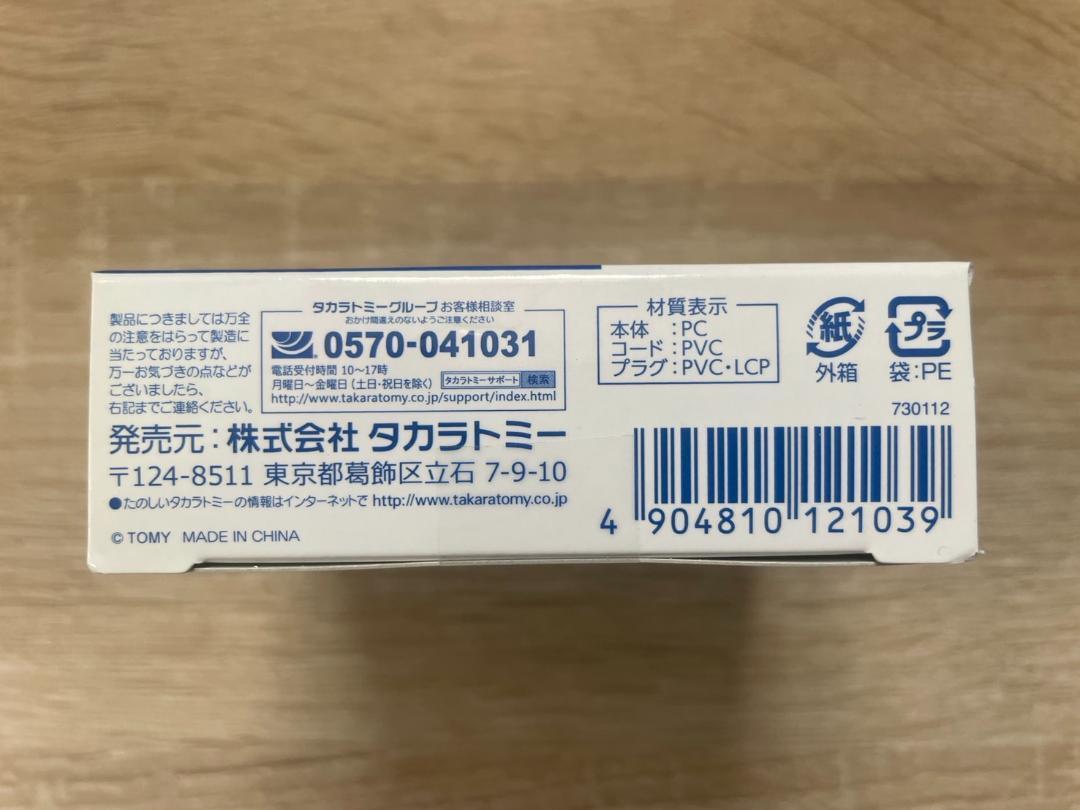 製品につきましては万全
の注意をはらって製造に
当たっておりますが、
万一お気づきの点などが
ございましたら、
右記までご連絡ください。
タカラトミーグループ お客様相談室
おかけ間違えのないようご注意ください
0570-041031
電話受付時間 10〜17時
月曜日〜金曜日 (土日・祝日を除く) タカラトミーサポート 検索
http://www.takaratomy.co.jp/support/index.html
発売元：株式会社 タカラトミー
〒124-8511 東京都葛飾区立石 7-9-10
●たのしいタカラトミーの情報はインターネットで http://www.takaratomy.co.jp
© TOMY MADE IN CHINA
材質表示
本体 ：PC
コード：PVC
プラグ：PVC・LCP
紙
外箱
プラ
袋：PE
730112
4 904810 121039